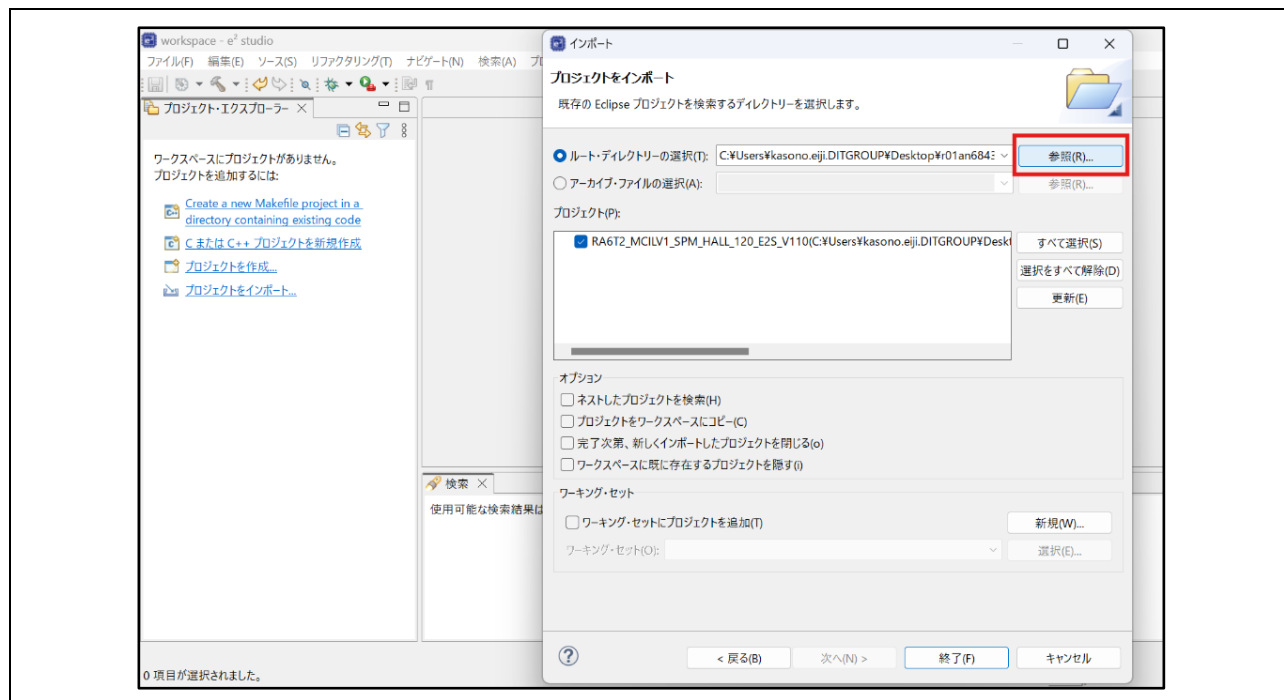 workspace - e² studio
ファイル(F) 編集(E) ソース(S) リファクタリング(T) ナビゲート(N) 検索(A)
プロジェクト・エクスプローラー
ワークスペースにプロジェクトがありません。
プロジェクトを追加するには:
Create a new Makefile project in a
directory containing existing code
C または C++ プロジェクトを新規作成
プロジェクトを作成...
プロジェクトをインポート...
検索
使用可能な検索結果は
0 項目が選択されました。
インポート
プロジェクトをインポート
既存の Eclipse プロジェクトを検索するディレクトリーを選択します。
ルート・ディレクトリーの選択(T): C:¥Users¥kasono.eiji.DITGROUP¥Desktop¥r01an6843 参照(R)...
アーカイブ・ファイルの選択(A): 参照(R)...
プロジェクト(P):
RA6T2_MCILV1_SPM_HALL_120_E2S_V110(C:¥Users¥kasono.eiji.DITGROUP¥Deskt
すべて選択(S)
選択をすべて解除(D)
更新(E)
オプション
ネストしたプロジェクトを検索(H)
プロジェクトをワークスペースにコピー(C)
完了次第、新しくインポートしたプロジェクトを閉じる(o)
ワークスペースに既に存在するプロジェクトを隠す(i)
ワーキング・セット
ワーキング・セットにプロジェクトを追加(T) 新規(W)...
ワーキング・セット(O): 選択(E)...
< 戻る(B) 次へ(N) > 終了(F) キャンセル